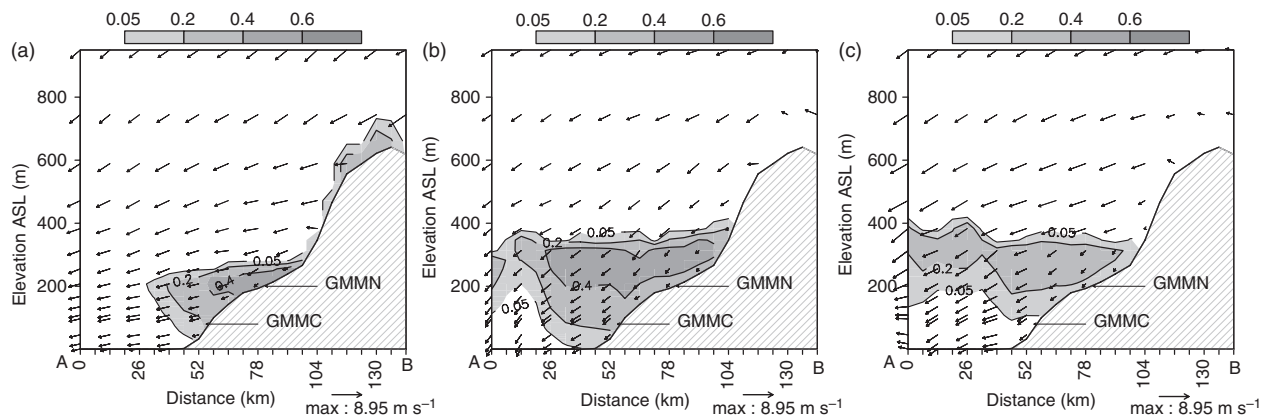 0.05 0.2 0.4 0.6
0.05 0.2 0.4 0.6
0.05 0.2 0.4 0.6
(a)
(b)
(c)
Elevation ASL (m)
800
600
400
200
0.05
0.2
0.4
GMMN
GMMC
A
0 26 52 78 104 130
B
Distance (km)
max : 8.95 m s⁻¹
Elevation ASL (m)
800
600
400
200
0.05
0.2
0.4
0.05
GMMN
GMMC
A
0 26 52 78 104 130
B
Distance (km)
max : 8.95 m s⁻¹
Elevation ASL (m)
800
600
400
200
0.05
0.2
0.05
GMMN
GMMC
A
0 26 52 78 104 130
B
Distance (km)
max : 8.95 m s⁻¹